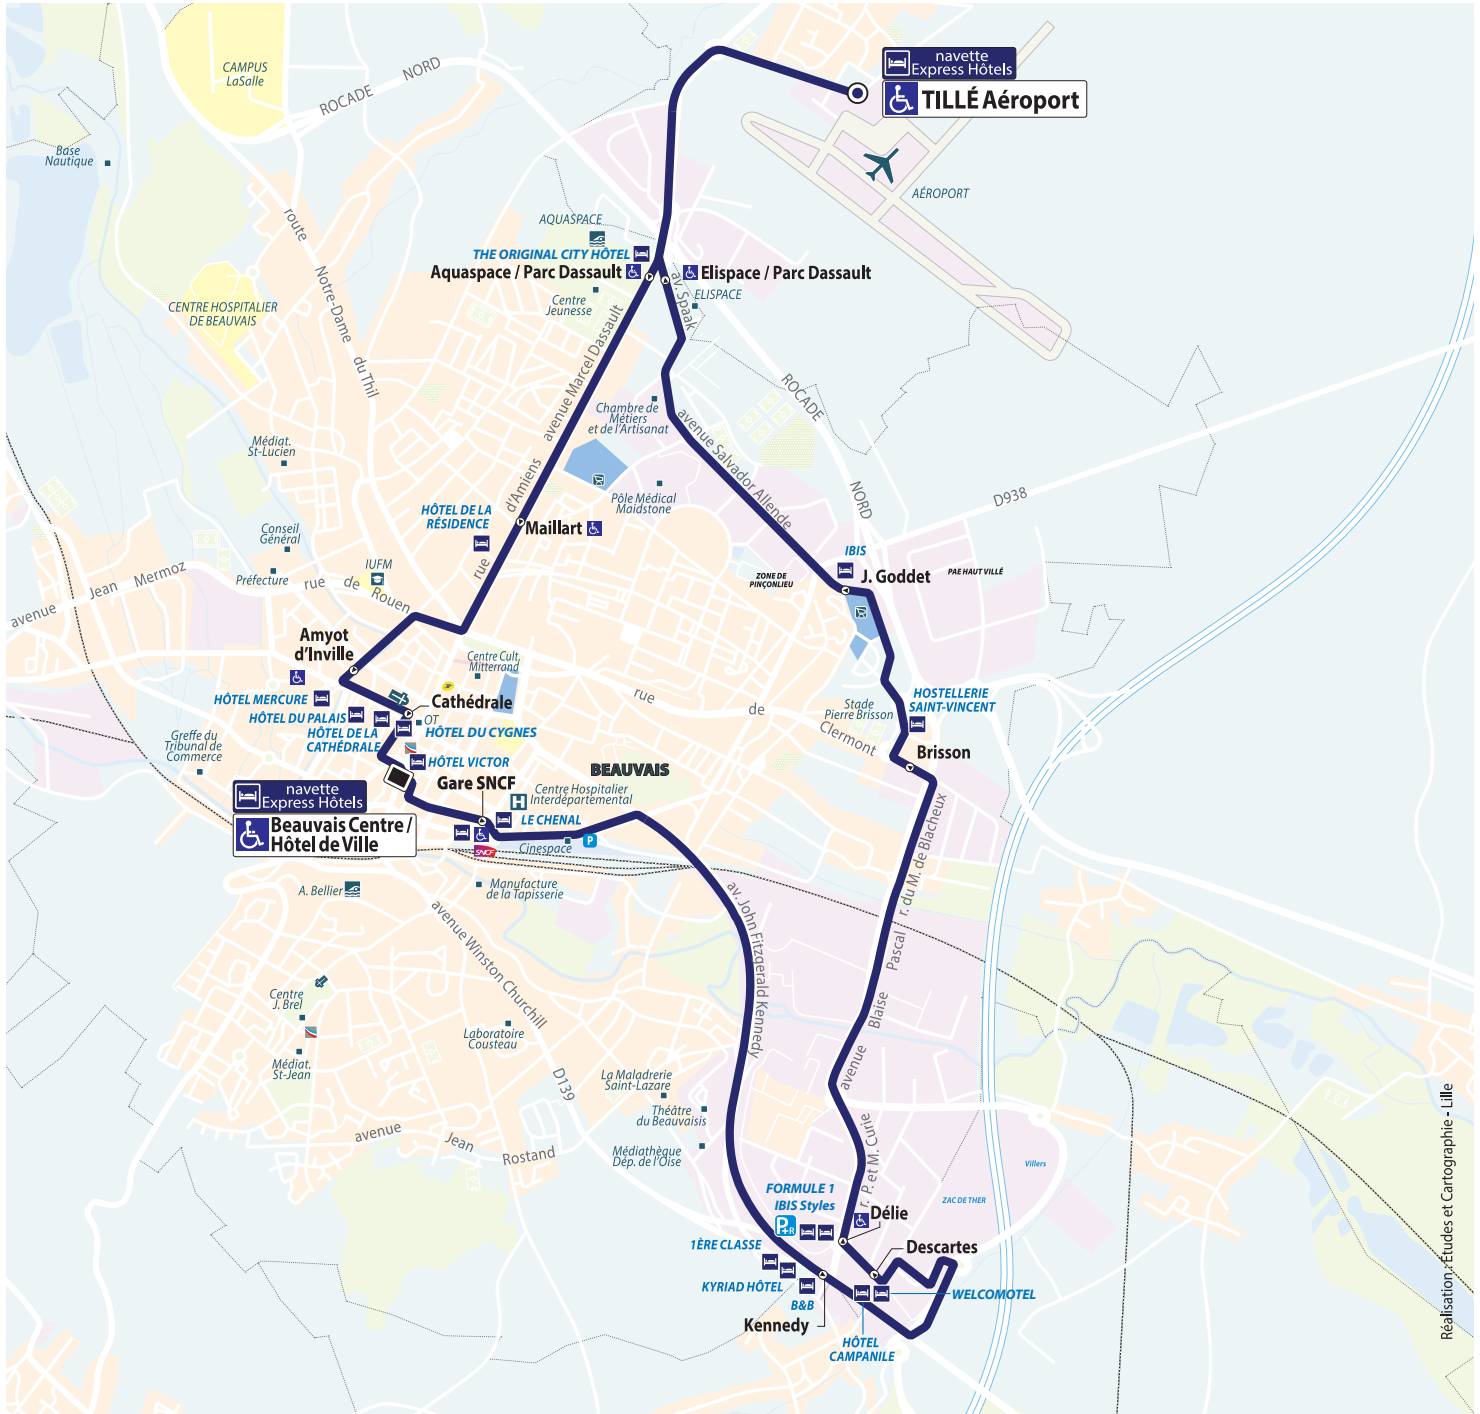 navette
Express Hôtels
TILLÉ Aéroport
CAMPUS
LaSalle
ROCADE NORD
Base
Nautique
AÉROPORT
AQUASPACE
THE ORIGINAL CITY HÔTEL
Aquaspace / Parc Dassault
Elispace / Parc Dassault
ELISPACE
av. Spaak
Centre
Jeunesse
CENTRE HOSPITALIER
DE BEAUVAIS
route
Notre-Dame
du Thil
avenue Marcel Dassault
ROCADE
NORD
Chambre de
Métiers
et de l'Artisanat
avenue Salvador Allende
Médiat.
St-Lucien
d'Amiens
rue
Pôle Médical
Maidstone
D938
HÔTEL DE LA
RÉSIDENCE
Maillart
Conseil
Général
Préfecture
IUFM
IBIS
J. Goddet
ZONE DE
PINÇONLIEU
PAE HAUT VILLÉ
avenue Jean Mermoz
rue de Rouen
Amyot
d'Inville
Centre Cult.
Mitterrand
HÔTEL MERCURE
Cathédrale
HÔTEL DU PALAIS
OT
HÔTEL DE LA
CATHÉDRALE
HÔTEL DU CYGNES
rue de Clermont
Stade
Pierre Brisson
HOSTELLERIE
SAINT-VINCENT
Brisson
Greffe du
Tribunal de
Commerce
HÔTEL VICTOR
BEAUVAIS
Gare SNCF
navette
Express Hôtels
Beauvais Centre /
Hôtel de Ville
H
Centre Hospitalier
Interdépartemental
LE CHENAL
SNCF
Cinespace
P
A. Bellier
Manufacture
de la Tapisserie
avenue Winston Churchill
av. John Fitzgerald Kennedy
r. du M. de Blacheux
avenue Blaise Pascal
Centre
J. Brel
Médiat.
St-Jean
Laboratoire
Cousteau
D139
La Maladrerie
Saint-Lazare
Théâtre
du Beauvaisis
Médiathèque
Dép. de l'Oise
avenue Jean Rostand
r. P. et M. Curie
Villers
ZAC DE THER
FORMULE 1
IBIS Styles
P+R
Délie
1ÈRE CLASSE
Descartes
KYRIAD HÔTEL
B&B
WELCOMOTEL
Kennedy
HÔTEL
CAMPANILE
Réalisation : Etudes et Cartographie - Lille